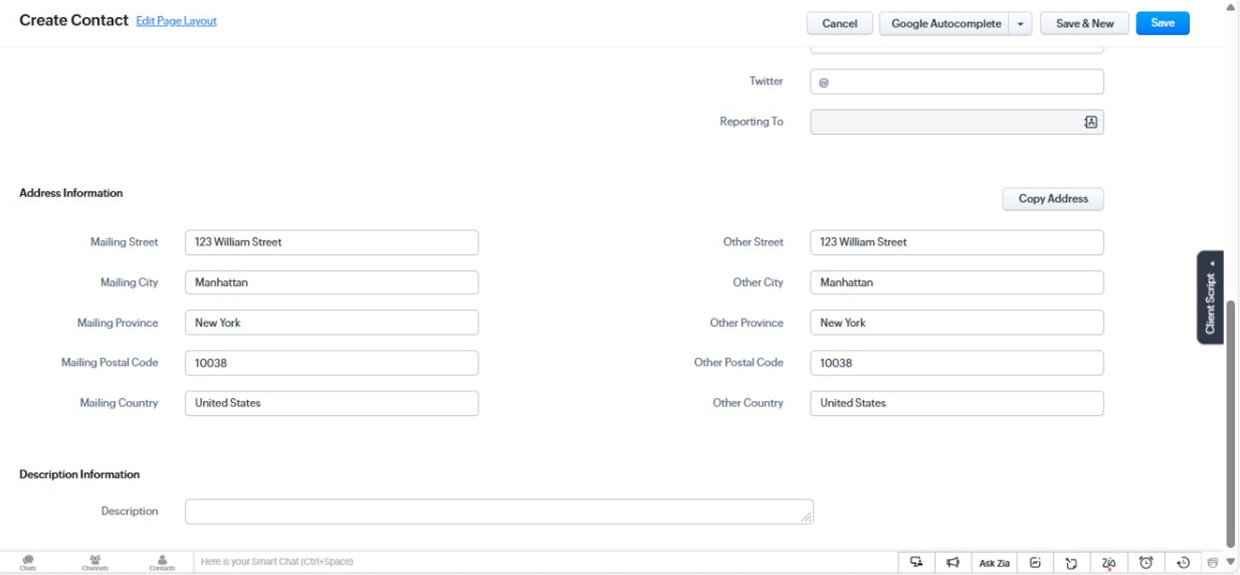 Create Contact Edit Page Layout Cancel Google Autocomplete Save & New Save
Twitter @
Reporting To
Address Information Copy Address
Mailing Street 123 William Street Other Street 123 William Street
Mailing City Manhattan Other City Manhattan
Mailing Province New York Other Province New York
Mailing Postal Code 10038 Other Postal Code 10038
Mailing Country United States Other Country United States
Client Script
Description Information
Description
Chats Channels Contacts Here is your Smart Chat (Ctrl+Space) Ask Zia